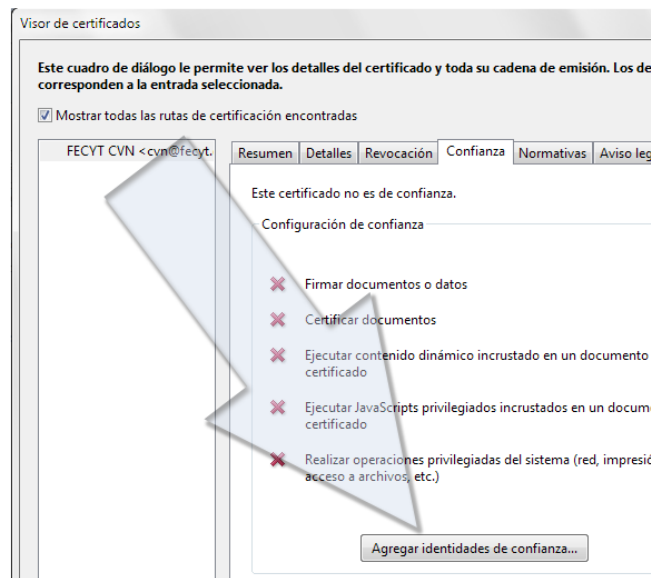 Visor de certificados
Este cuadro de diálogo le permite ver los detalles del certificado y toda su cadena de emisión. Los de
corresponden a la entrada seleccionada.
Mostrar todas las rutas de certificación encontradas
FECYT CVN <cvn@fecyt.
Resumen Detalles Revocación Confianza Normativas Aviso leg
Este certificado no es de confianza.
Configuración de confianza
Firmar documentos o datos
Certificar documentos
Ejecutar contenido dinámico incrustado en un documento
certificado
Ejecutar JavaScripts privilegiados incrustados en un docum
certificado
Realizar operaciones privilegiadas del sistema (red, impresió
acceso a archivos, etc.)
Agregar identidades de confianza...